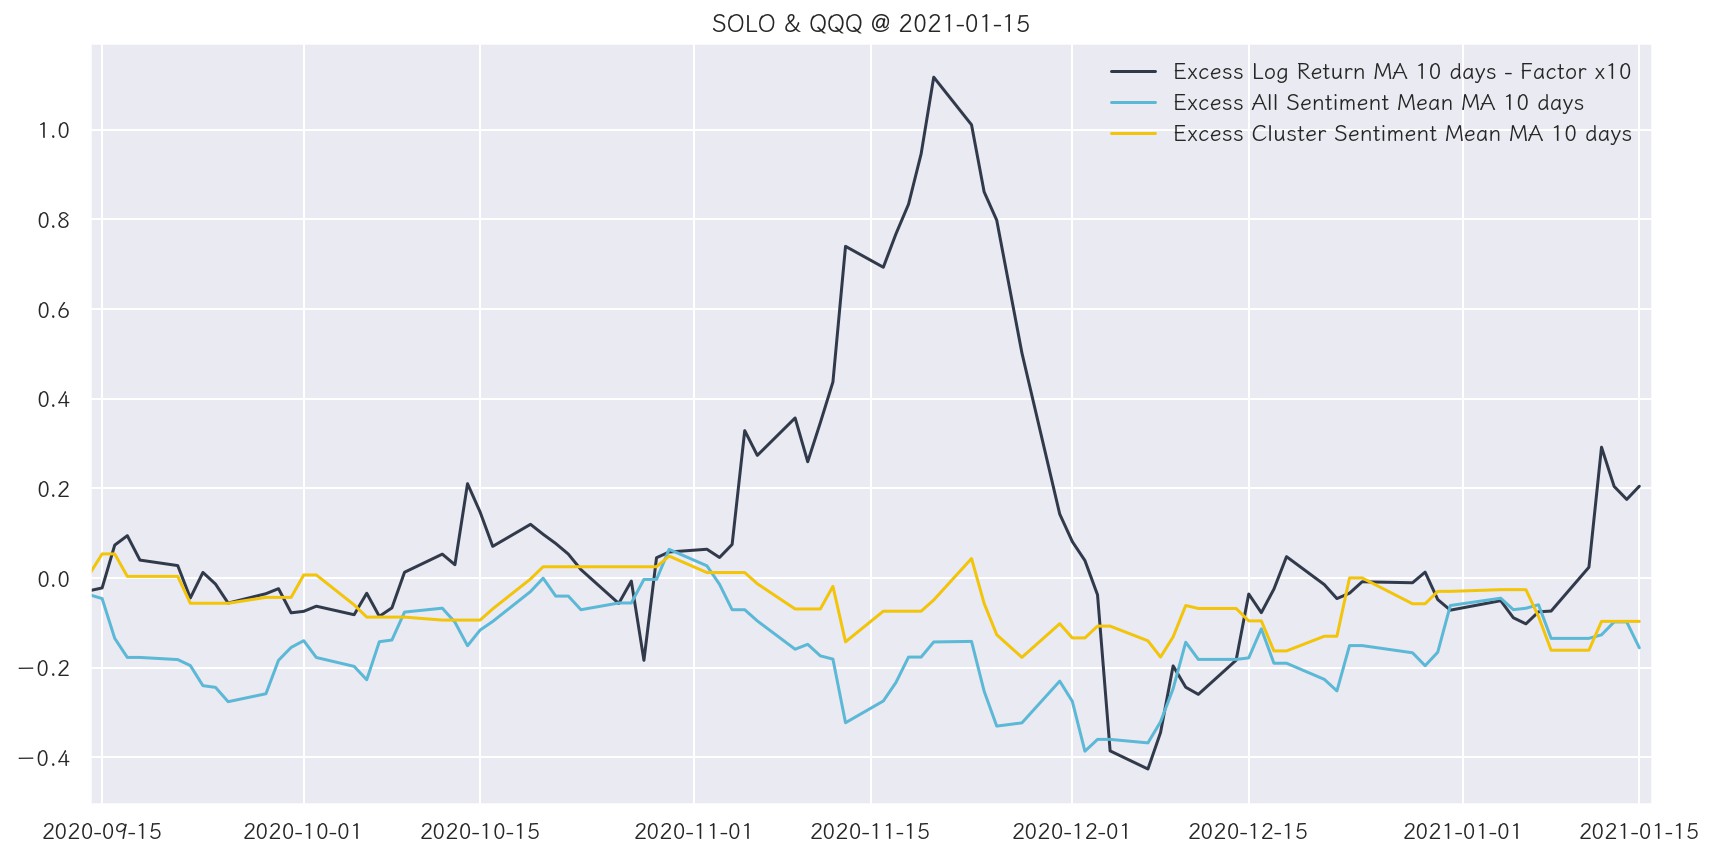 SOLO & QQQ @ 2021-01-15
Excess Log Return MA 10 days - Factor x10
Excess All Sentiment Mean MA 10 days
Excess Cluster Sentiment Mean MA 10 days
1.0
0.8
0.6
0.4
0.2
0.0
−0.2
−0.4
2020-09-15 2020-10-01 2020-10-15 2020-11-01 2020-11-15 2020-12-01 2020-12-15 2021-01-01 2021-01-15